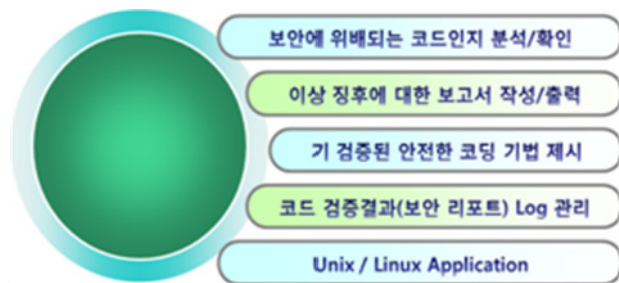 보안에 위배되는 코드인지 분석/확인
이상 징후에 대한 보고서 작성/출력
기 검증된 안전한 코딩 기법 제시
코드 검증결과(보안 리포트) Log 관리
Unix / Linux Application